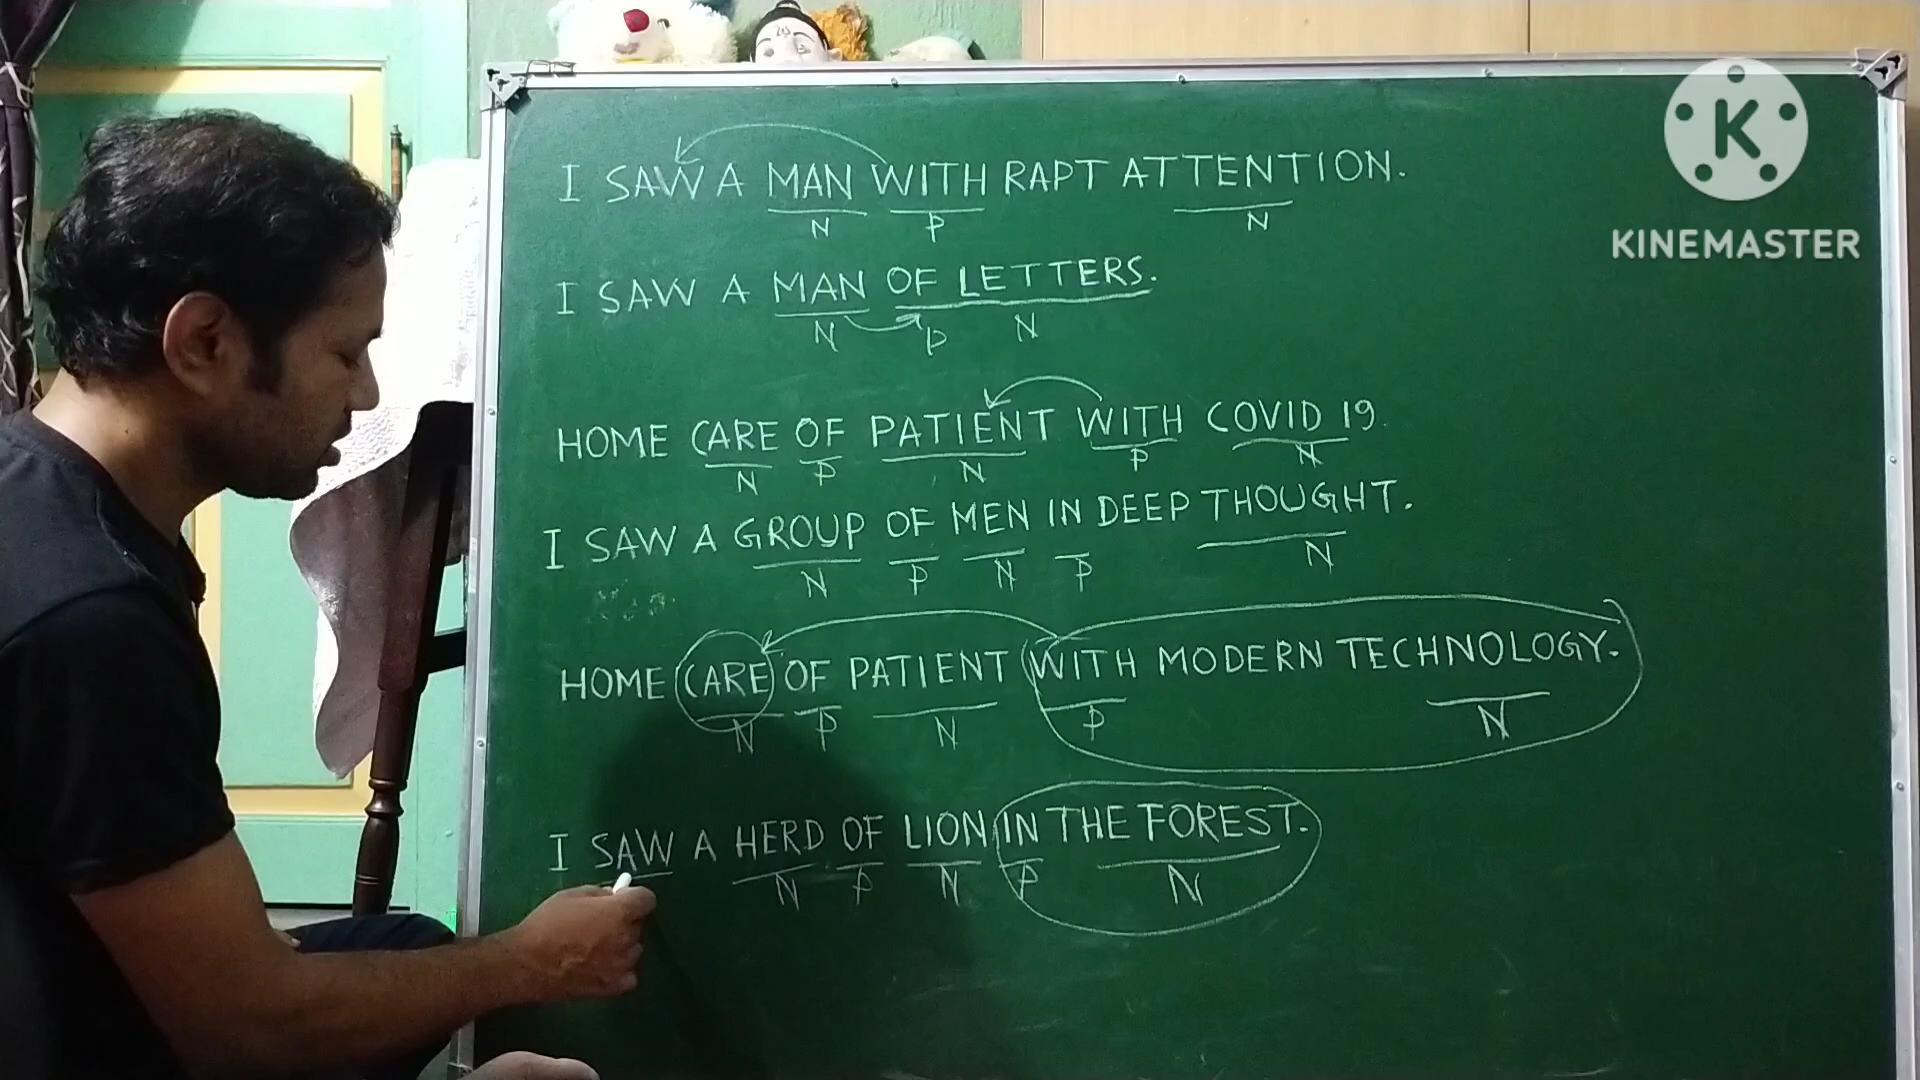 I SAW A MAN WITH RAPT ATTENTION.
N P N
I SAW A MAN OF LETTERS.
N P N
HOME CARE OF PATIENT WITH COVID 19.
N P N P N
I SAW A GROUP OF MEN IN DEEP THOUGHT.
N P N P N
HOME CARE OF PATIENT WITH MODERN TECHNOLOGY.
N P N P N
I SAW A HERD OF LION IN THE FOREST.
N P N P N
K
KINEMASTER